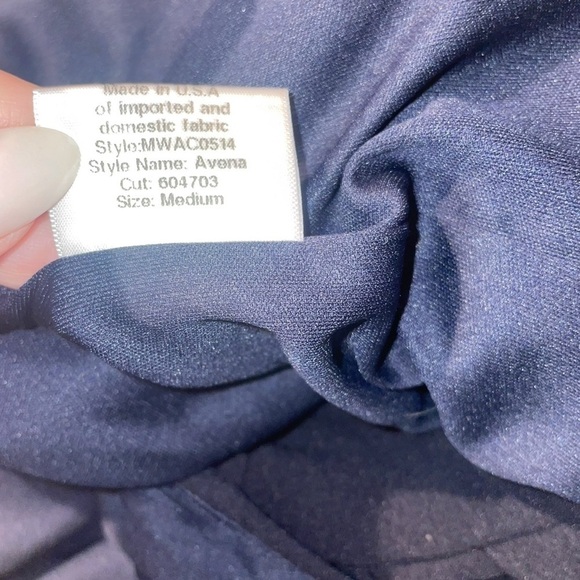 Made in U.S.A
of imported and
domestic fabric
Style:MWAC0514
Style Name: Avena
Cut: 604703
Size: Medium